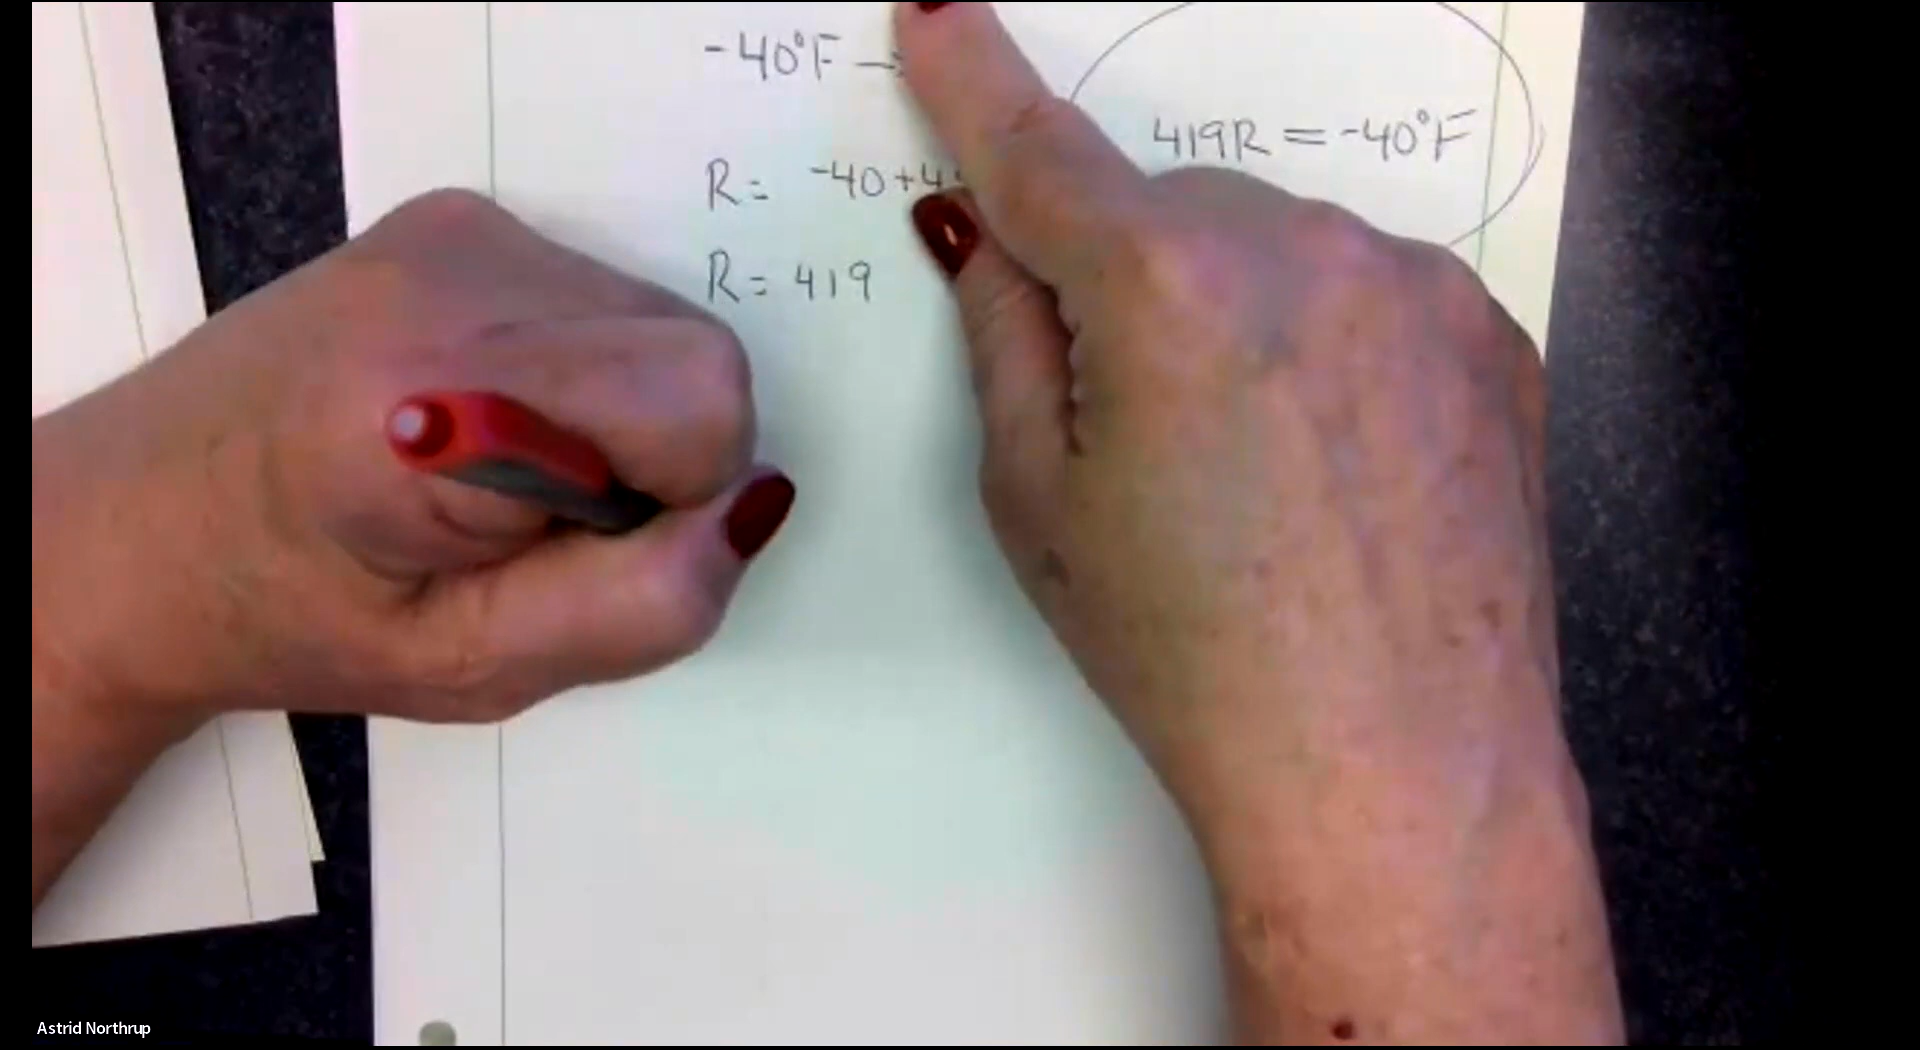 -40°F →
419R = -40°F
R = -40+4
R = 419
Astrid Northrup